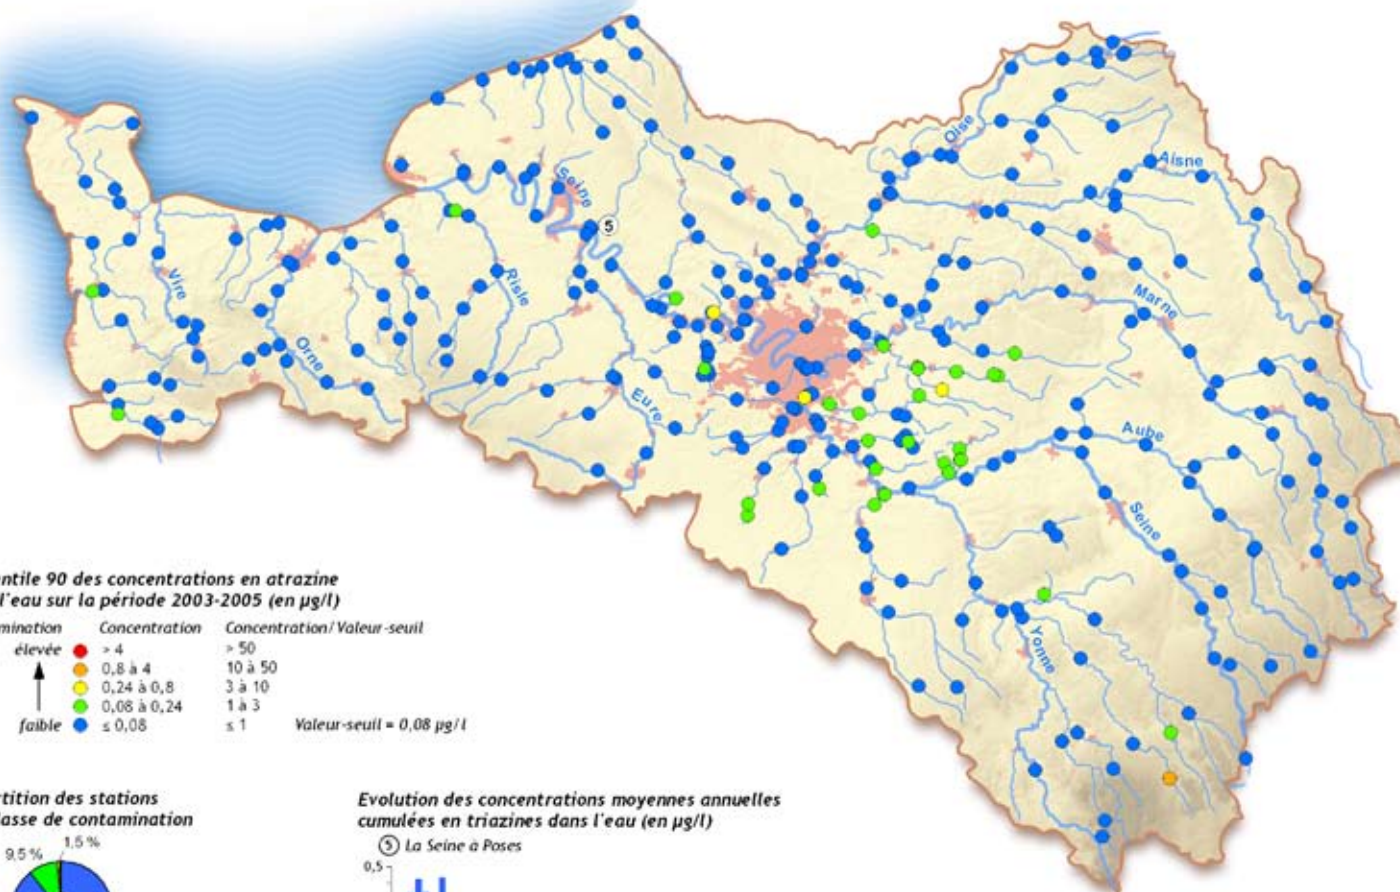 Oise
Aisne
Seine
5
Vire
Risle
Marne
Orne
Eure
Aube
Seine
Yonne
ntile 90 des concentrations en atrazine
l'eau sur la période 2003-2005 (en µg/l)
mination Concentration Concentration/Valeur-seuil
élevée > 4 > 50
0,8 à 4 10 à 50
0,24 à 0,8 3 à 10
0,08 à 0,24 1 à 3
faible ≤ 0,08 ≤ 1 Valeur-seuil = 0,08 µg/l
rtition des stations
lasse de contamination
9,5 % 1,5 %
Evolution des concentrations moyennes annuelles
cumulées en triazines dans l'eau (en µg/l)
5 La Seine à Poses
0,5